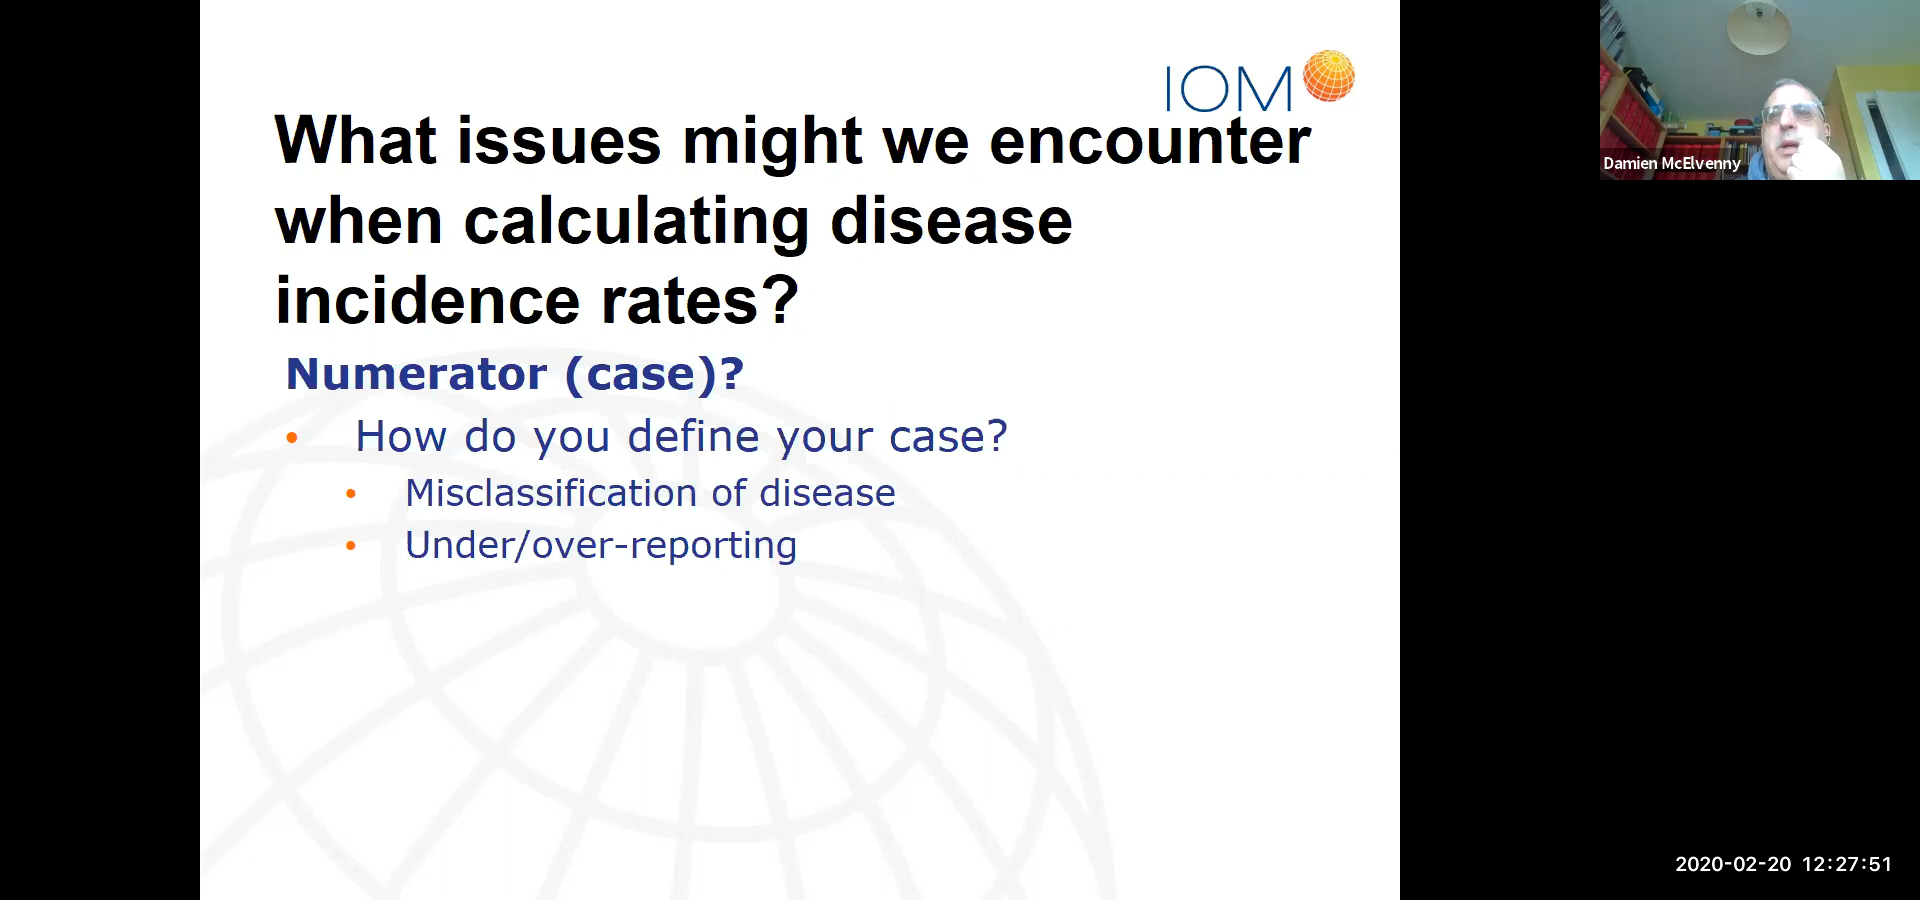 IOM
What issues might we encounter
when calculating disease
incidence rates?
Numerator (case)?
• How do you define your case?
• Misclassification of disease
• Under/over-reporting
Damien McElvenny
2020-02-20 12:27:51